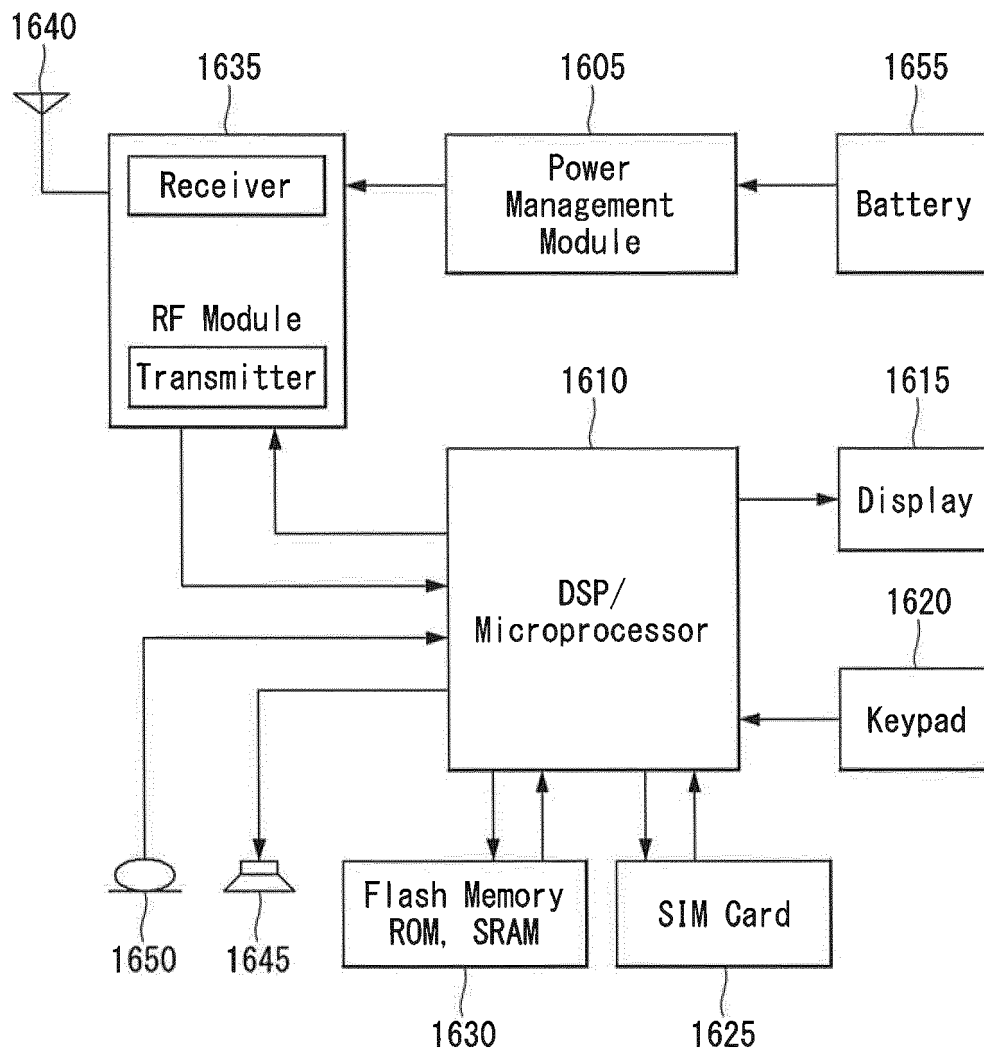 1640
1635
1605
1655
Receiver
RF Module
Transmitter
Power
Management
Module
Battery
1610
1615
DSP/
Microprocessor
Display
1620
Keypad
1650
1645
Flash Memory
ROM, SRAM
SIM Card
1630
1625